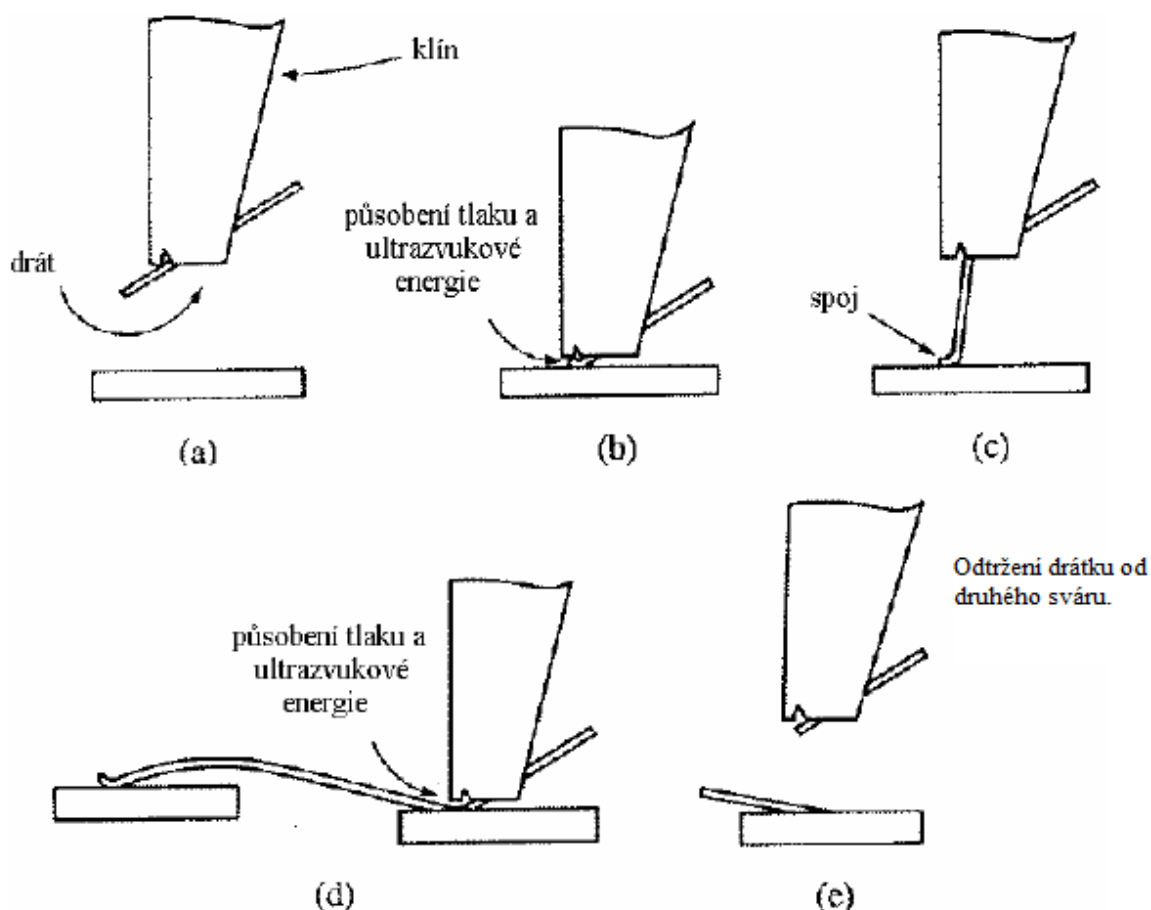 klín
drát
(a)
působení tlaku a
ultrazvukové
energie
(b)
spoj
(c)
působení tlaku a
ultrazvukové
energie
(d)
Odtržení drátku od
druhého sváru.
(e)